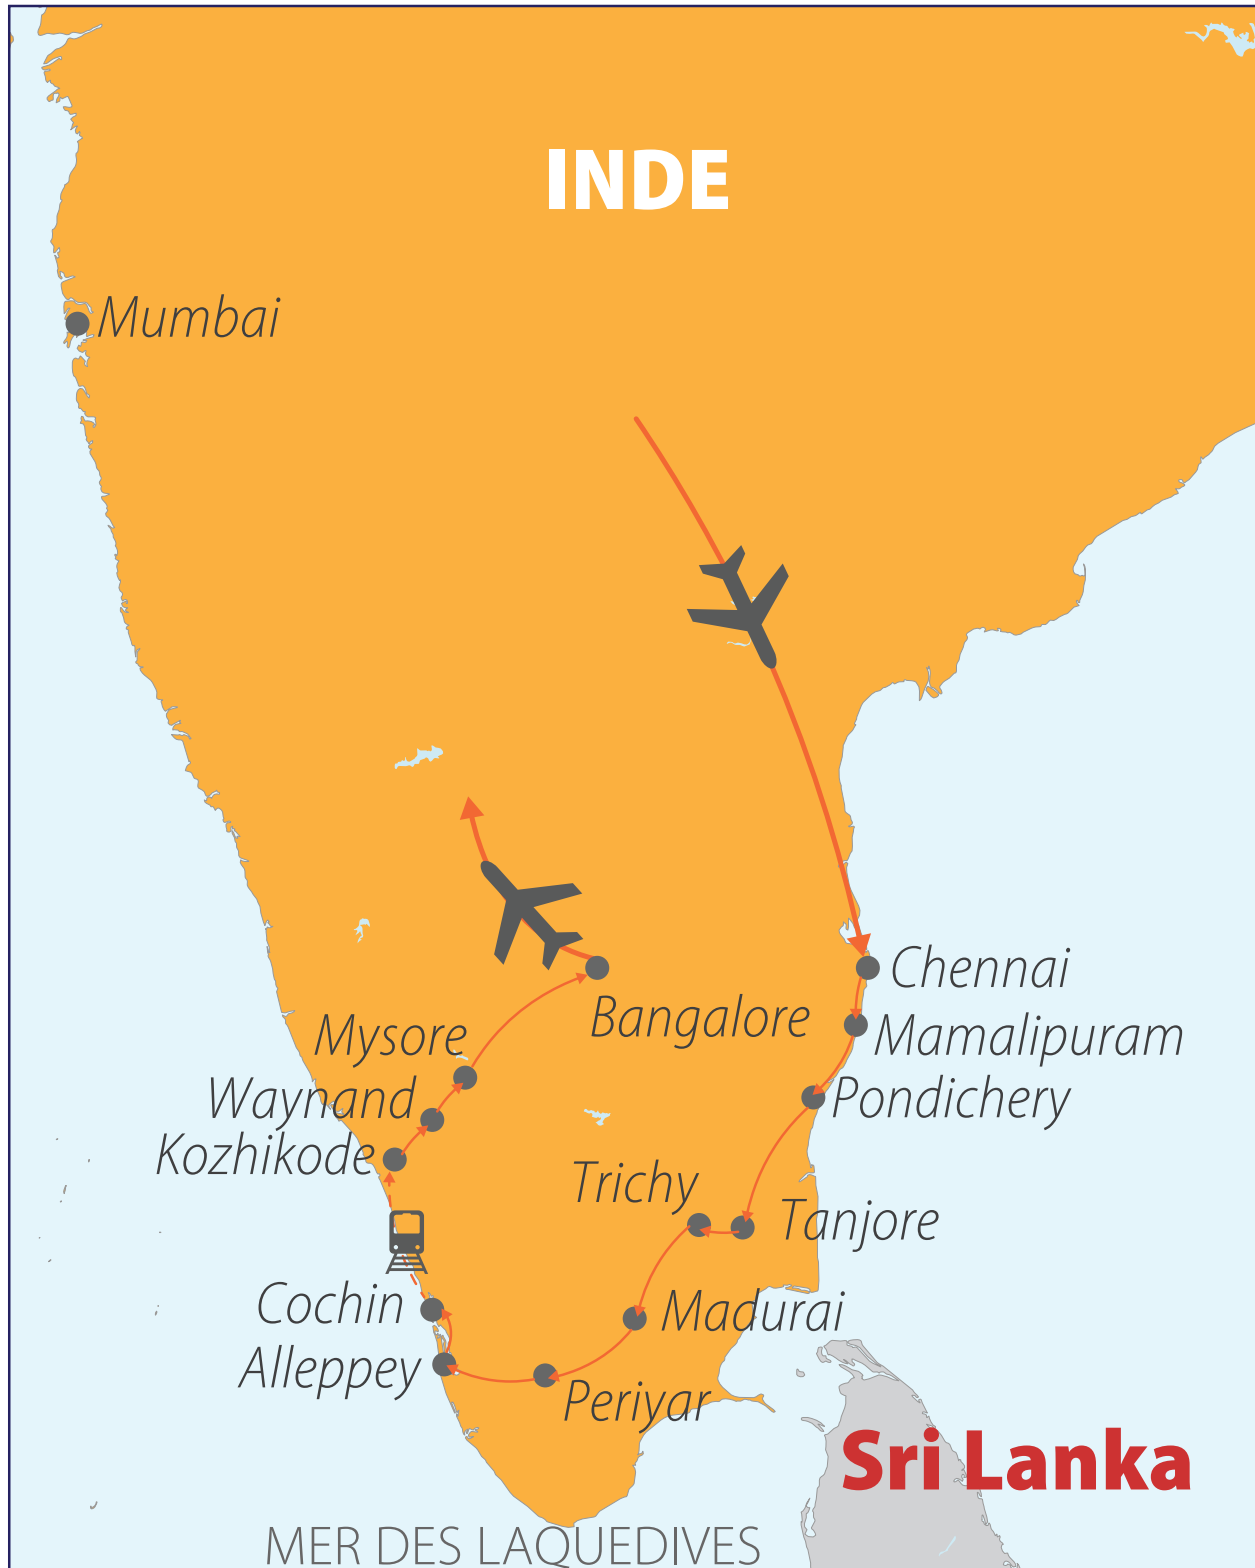 INDE
Mumbai
Chennai
Bangalore
Mamalipuram
Mysore
Pondichery
Waynand
Kozhikode
Trichy
Tanjore
Cochin
Madurai
Alleppey
Periyar
Sri Lanka
MER DES LAQUEDIVES